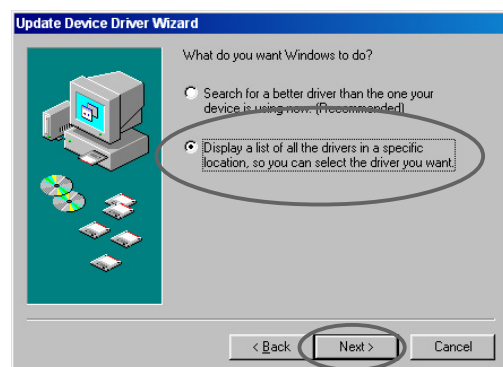 Update Device Driver Wizard
What do you want Windows to do?
Search for a better driver than the one your
device is using now. (Recommended)
Display a list of all the drivers in a specific
location, so you can select the driver you want.
< Back
Next >
Cancel